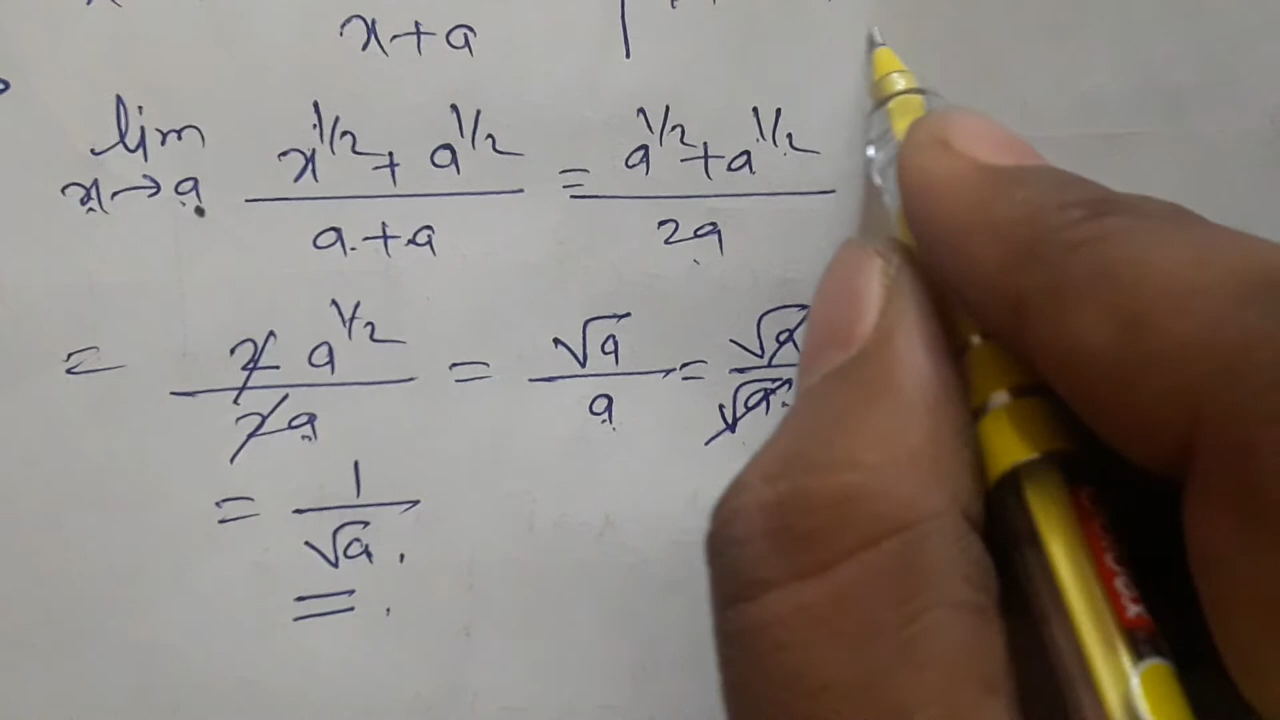 x+a
lim x→a x^1/2 + a^1/2 / a+a = a^1/2 + a^1/2 / 2a
= 2 a^1/2 / 2a = √a / a = √a / √a
= 1 / √a .
= .